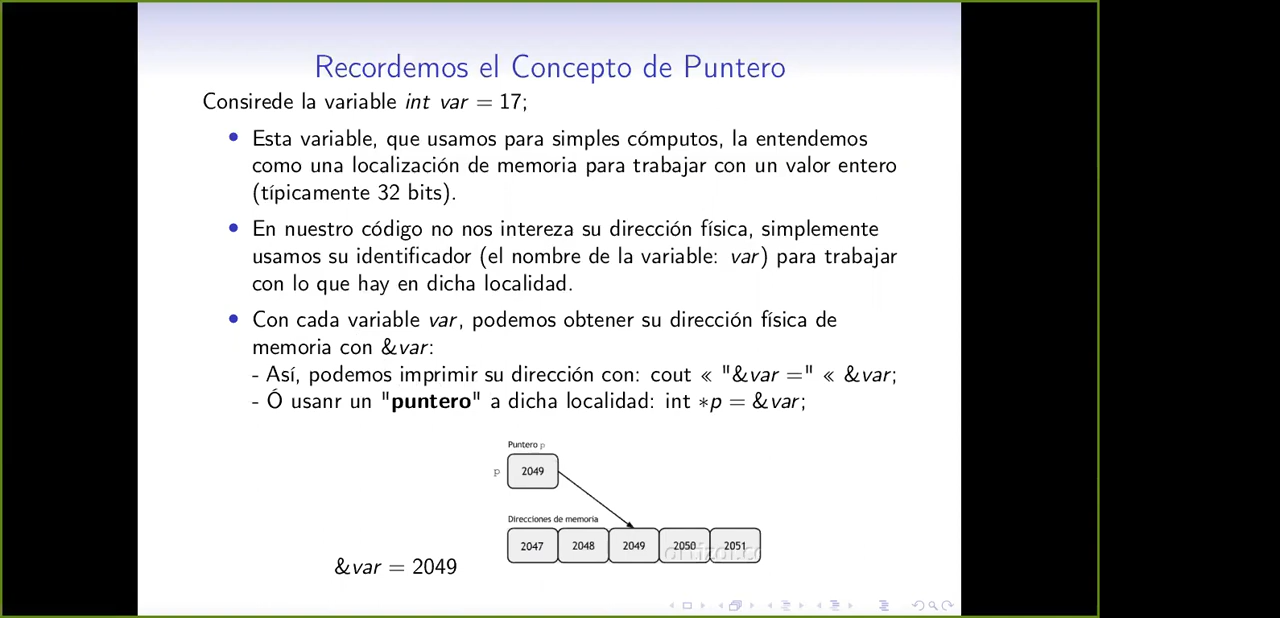 Recordemos el Concepto de Puntero
Consirede la variable int var = 17;
• Esta variable, que usamos para simples cómputos, la entendemos
como una localización de memoria para trabajar con un valor entero
(típicamente 32 bits).
• En nuestro código no nos intereza su dirección física, simplemente
usamos su identificador (el nombre de la variable: var) para trabajar
con lo que hay en dicha localidad.
• Con cada variable var, podemos obtener su dirección física de
memoria con &var:
- Así, podemos imprimir su dirección con: cout « "&var =" « &var;
- Ó usanr un "puntero" a dicha localidad: int *p = &var;
Puntero p
p 2049
Direcciones de memoria
2047 2048 2049 2050 2051
&var = 2049